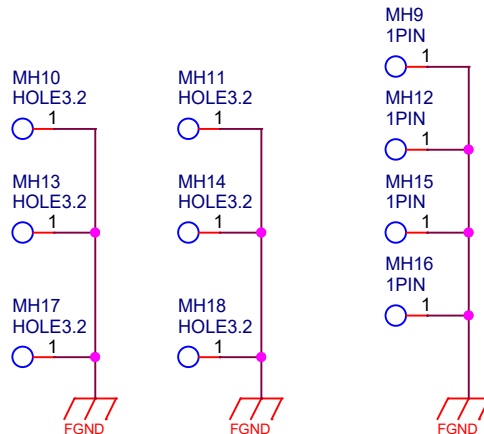 MH10
HOLE3.2
1
MH13
HOLE3.2
1
MH17
HOLE3.2
1
FGND
MH11
HOLE3.2
1
MH14
HOLE3.2
1
MH18
HOLE3.2
1
FGND
MH9
1PIN
1
MH12
1PIN
1
MH15
1PIN
1
MH16
1PIN
1
FGND